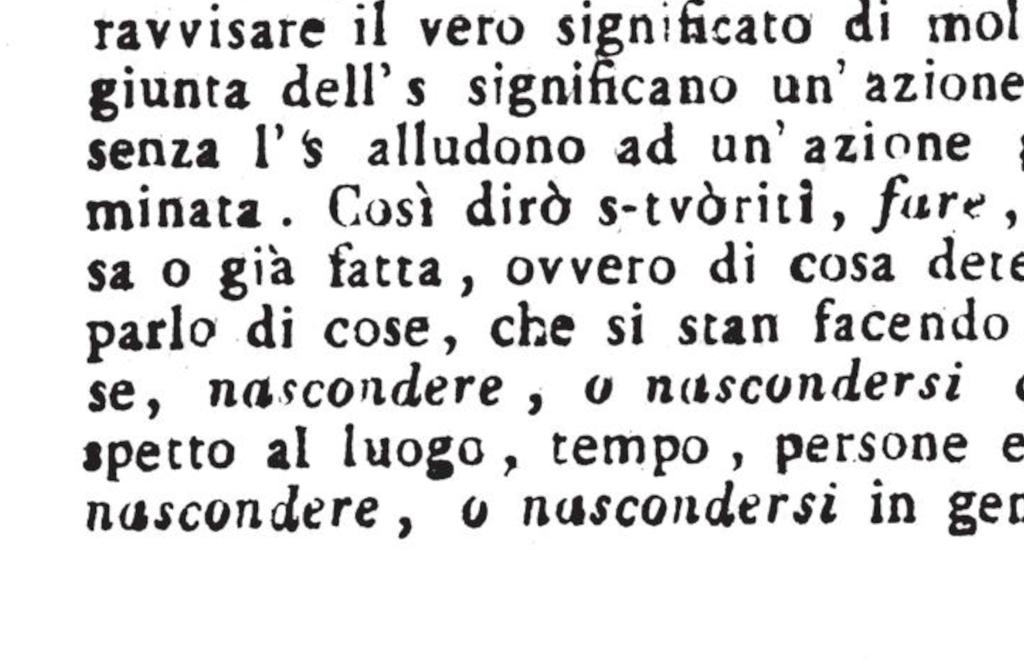 ravvisare il vero significato di mol
giunta dell's significano un'azione
senza l's alludono ad un'azione
minata. Così dirò s-tvòriti, fare,
sa o già fatta, ovvero di cosa dete
parlo di cose, che si stan facendo
se, nascondere, o nascondersi
spetto al luogo, tempo, persone e
nascondere, o nascondersi in gen